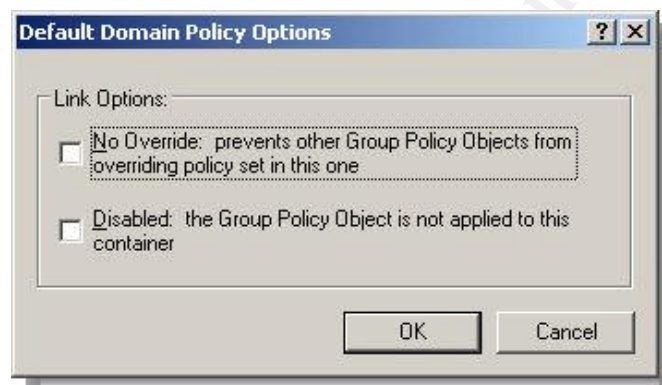 Default Domain Policy Options
Link Options:
No Override: prevents other Group Policy Objects from
overriding policy set in this one
Disabled: the Group Policy Object is not applied to this
container
OK
Cancel